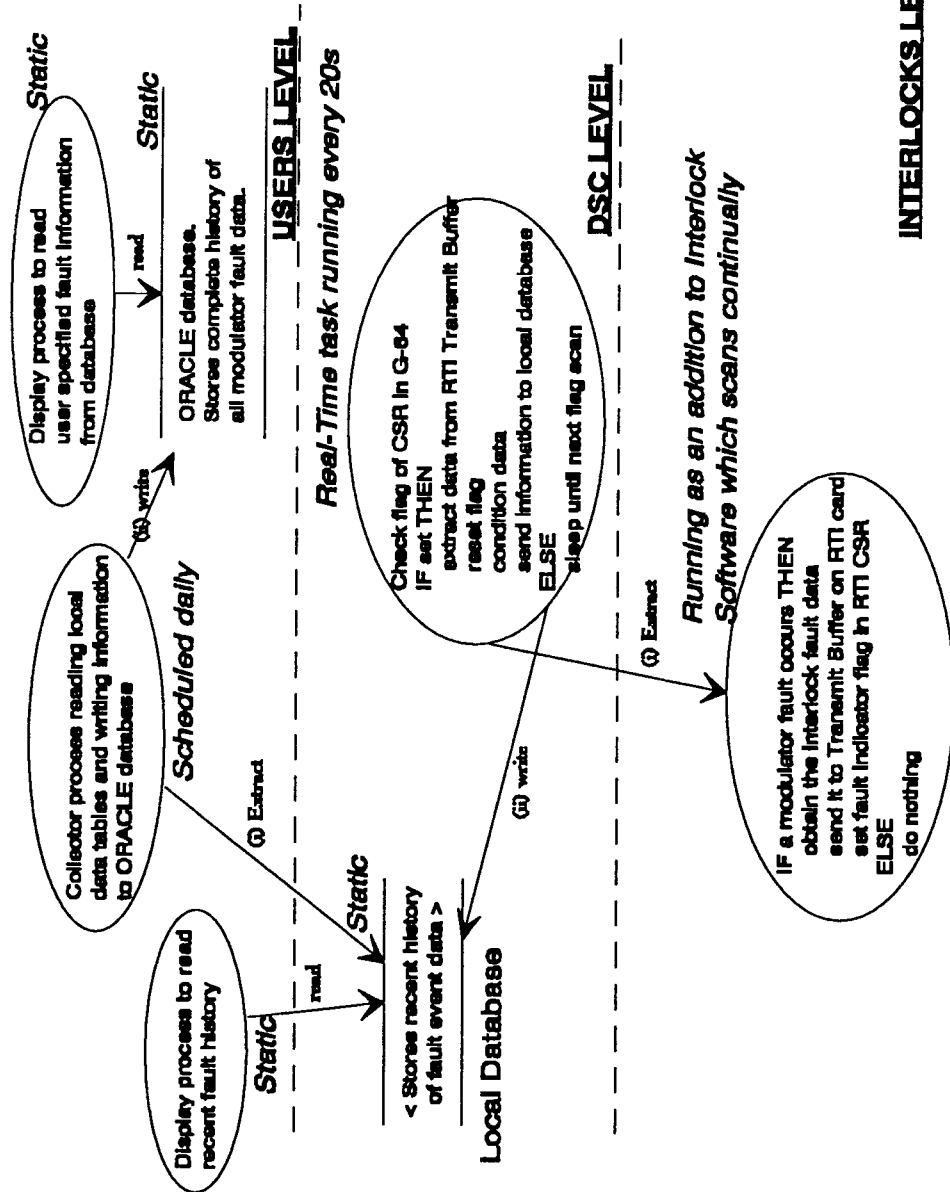 Display process to read
user specified fault information
from database
Static
read
Static
ORACLE database.
Stores complete history of
all modulator fault data.
Collector process reading local
data tables and writing information
to ORACLE database
(ii) write
Scheduled daily
Display process to read
recent fault history
Static
USERS LEVEL
read
(i) Extract
Static
< Stores recent history
of fault event data >
Local Database
Real-Time task running every 20s
Check flag of CSR in G-64
IF set THEN
extract data from RTI Transmit Buffer
reset flag
condition data
send information to local database
ELSE
sleep until next flag scan
(ii) write
DSC LEVEL
(i) Extract
Running as an addition to Interlock
Software which scans continually
IF a modulator fault occurs THEN
obtain the interlock fault data
send it to Transmit Buffer on RTI card
set fault indicator flag in RTI CSR
ELSE
do nothing
INTERLOCKS LE